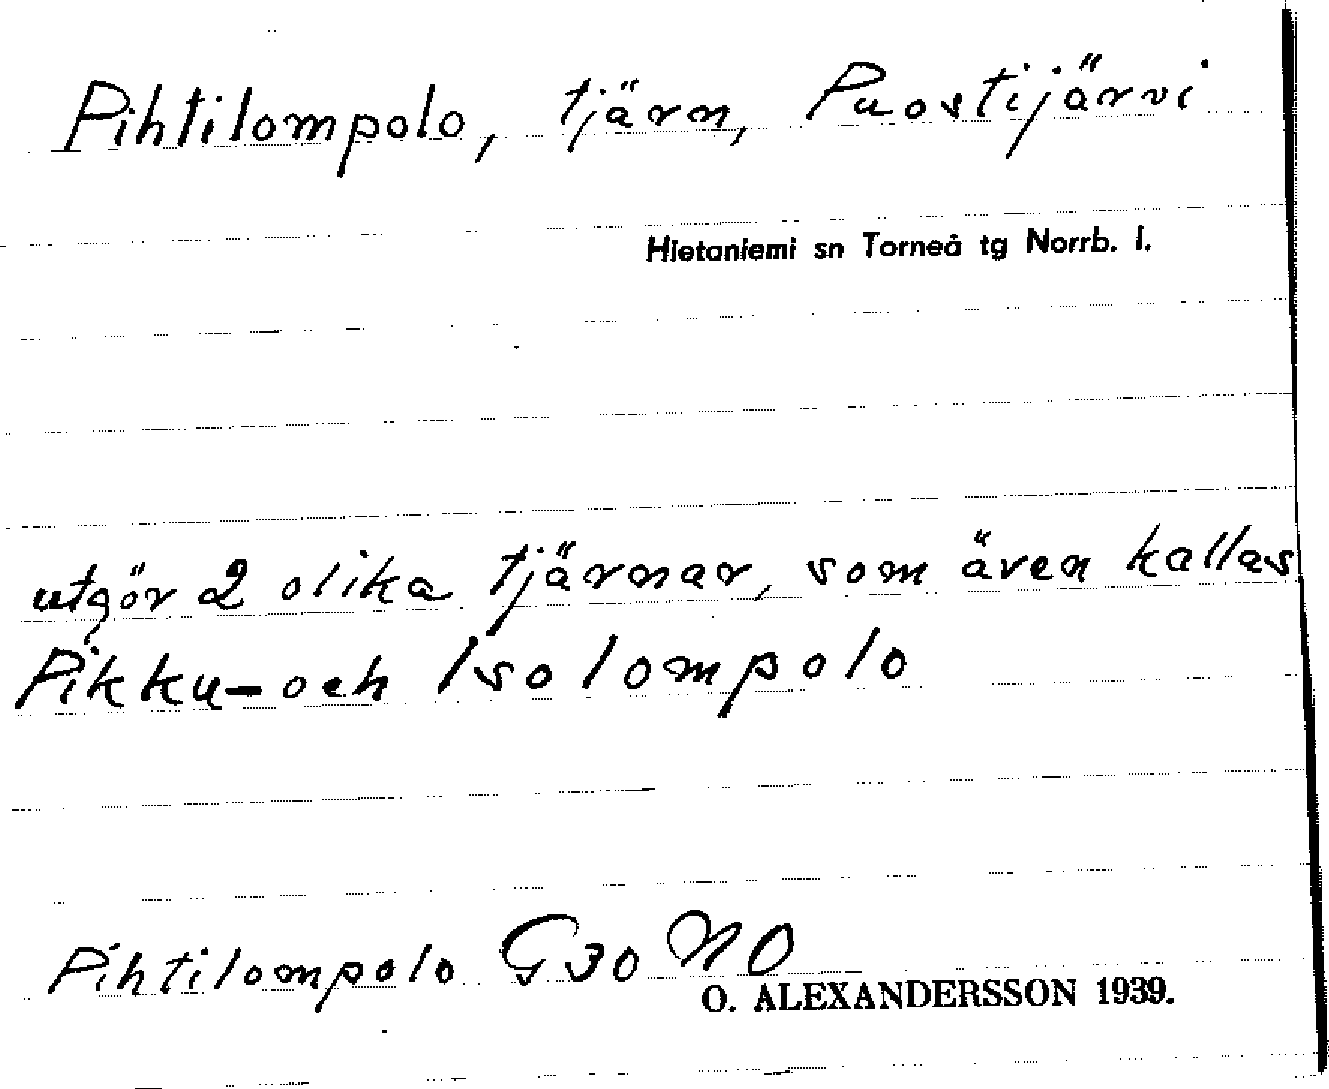 Pihtilompolo, tjärn, Puostijärvi
Hietaniemi sn Torneå tg Norrb. l.
utgör 2 olika tjärnar, som även kallas
Pikku- och Isolompolo
Pihtilompolo G30 NO
O. ALEXANDERSSON 1939.